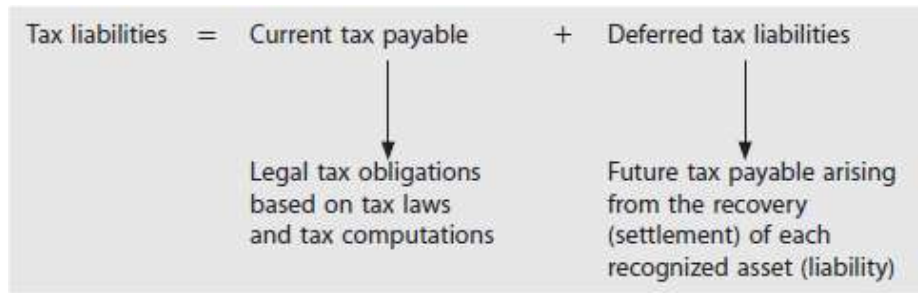 Tax liabilities = Current tax payable + Deferred tax liabilities
Legal tax obligations
based on tax laws
and tax computations
Future tax payable arising
from the recovery
(settlement) of each
recognized asset (liability)